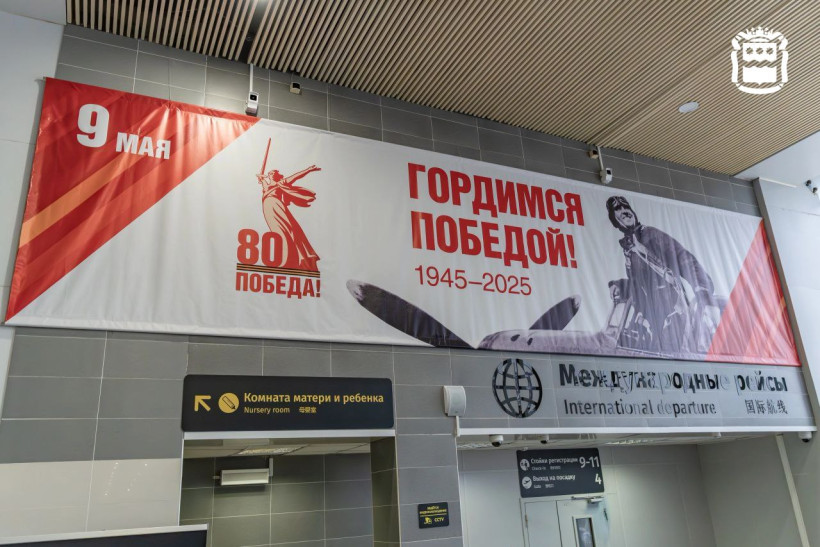 9 МАЯ
80
ПОБЕДА!
ГОРДИМСЯ
ПОБЕДОЙ!
1945–2025
Комната матери и ребенка
Nursery room 母婴室
Международные рейсы
International departure 国际航线
Стойки регистрации 9-11
Выход на посадку 4
CCTV